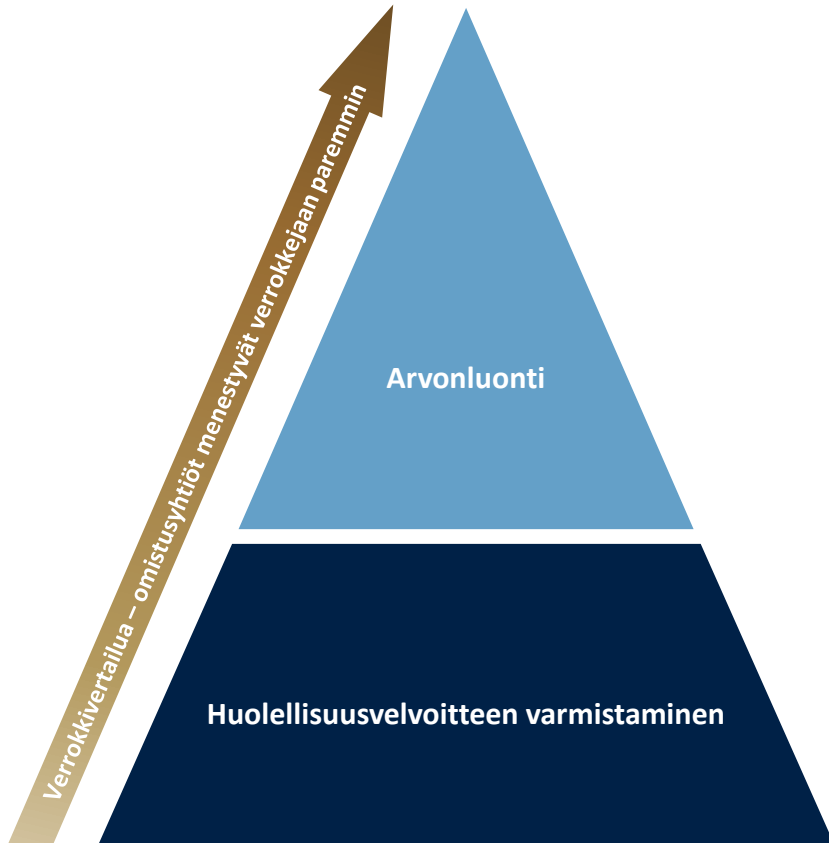 Verrokkivertailua – omistusyhtiöt menestyvät verrokkejaan paremmin
Arvonluonti
Huolellisuusvelvoitteen varmistaminen